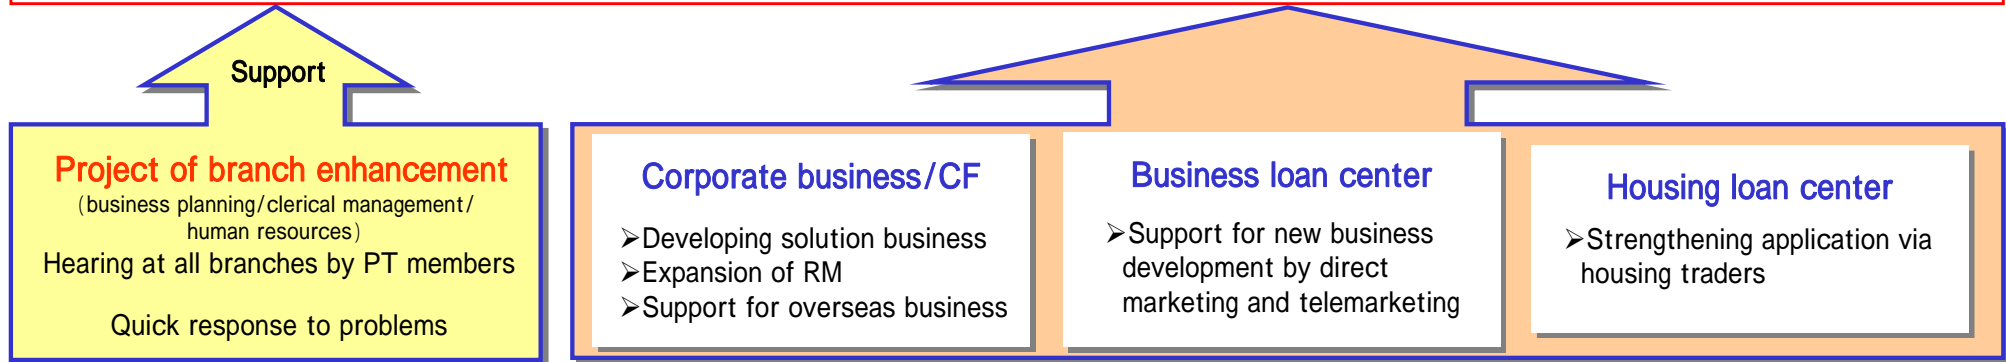 Support
Project of branch enhancement
(business planning/clerical management/
human resources)
Hearing at all branches by PT members
Quick response to problems
Corporate business/CF
➢Developing solution business
➢Expansion of RM
➢Support for overseas business
Business loan center
➢Support for new business
development by direct
marketing and telemarketing
Housing loan center
➢Strengthening application via
housing traders